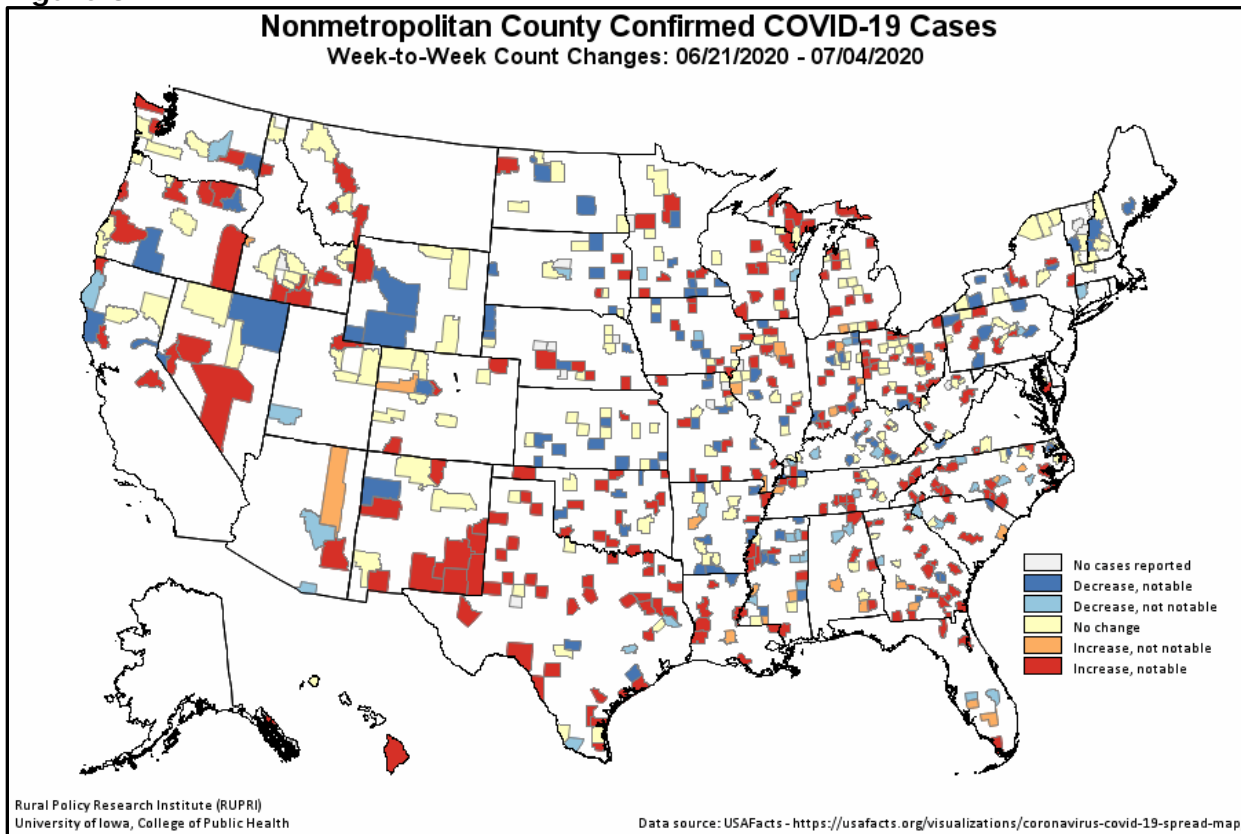 Nonmetropolitan County Confirmed COVID-19 Cases
Week-to-Week Count Changes: 06/21/2020 - 07/04/2020
No cases reported
Decrease, notable
Decrease, not notable
No change
Increase, not notable
Increase, notable
Rural Policy Research Institute (RUPRI)
University of Iowa, College of Public Health
Data source: USAFacts - https://usafacts.org/visualizations/coronavirus-covid-19-spread-map